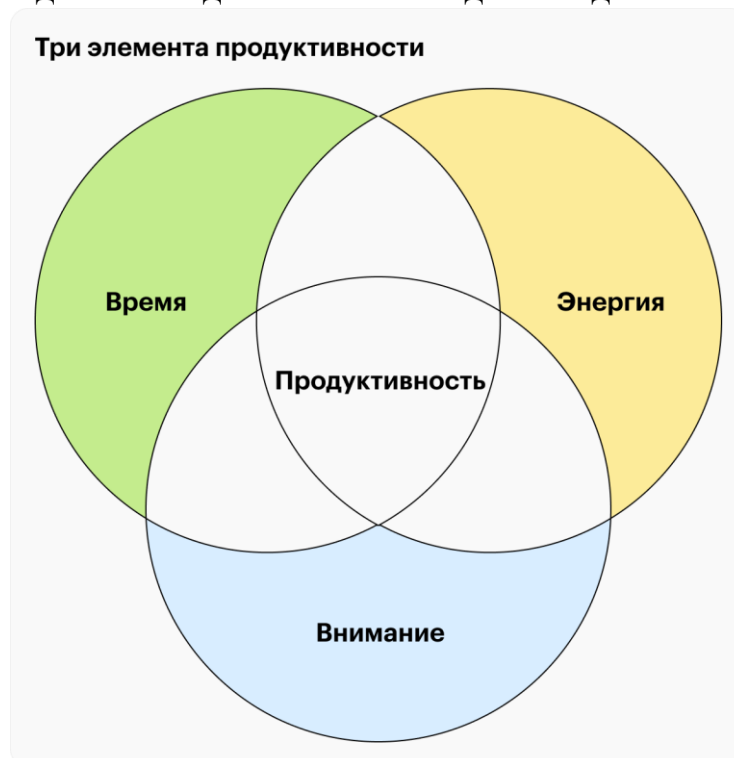 Три элемента продуктивности
Время
Энергия
Продуктивность
Внимание